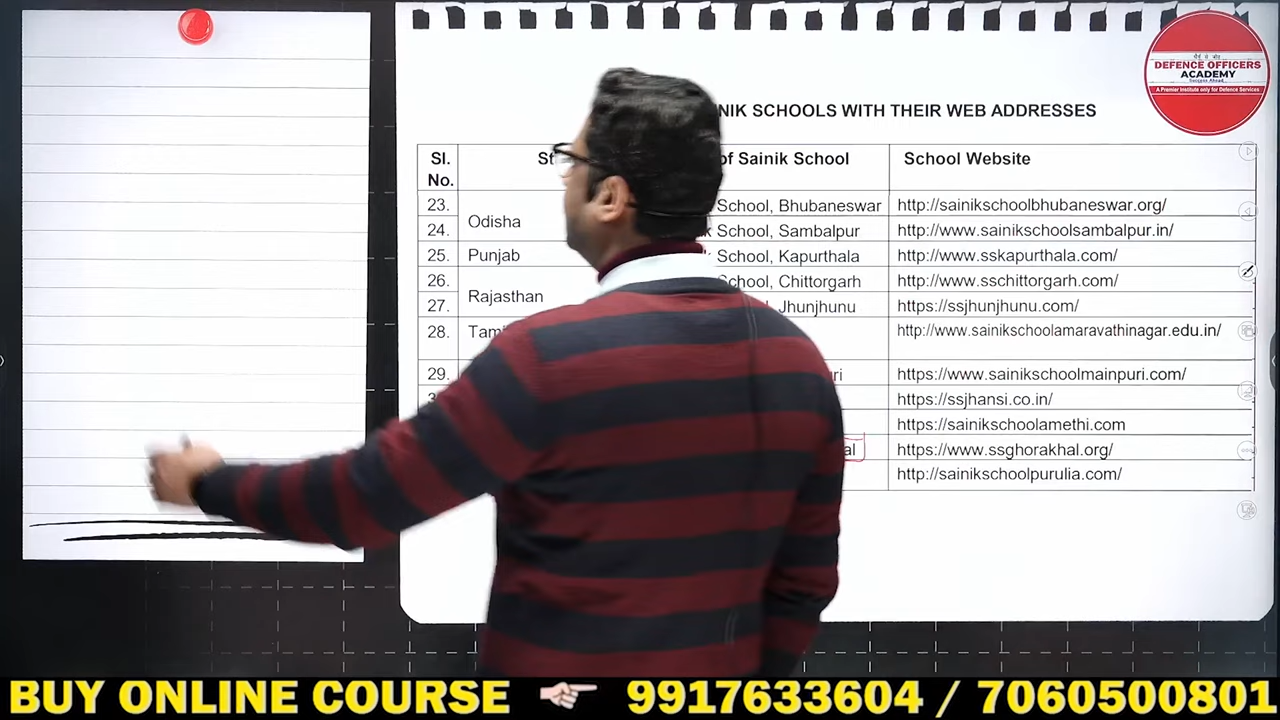 DEFENCE OFFICERS
ACADEMY
Success Ahead..
A Premier Institute only for Defence Services
SCHOOLS WITH THEIR WEB ADDRESSES
Sl. No. of Sainik School School Website
23. Odisha School, Bhubaneswar http://sainikschoolbhubaneswar.org/
24. School, Sambalpur http://www.sainikschoolsambalpur.in/
25. Punjab School, Kapurthala http://www.sskapurthala.com/
26. Rajasthan School, Chittorgarh http://www.sschittorgarh.com/
27. Jhunjhunu https://ssjhunjhunu.com/
28. http://www.sainikschoolamaravathinagar.edu.in/
29. https://www.sainikschoolmainpuri.com/
https://ssjhansi.co.in/
https://sainikschoolamethi.com
https://www.ssghorakhal.org/
http://sainikschoolpurulia.com/
BUY ONLINE COURSE 9917633604 / 7060500801